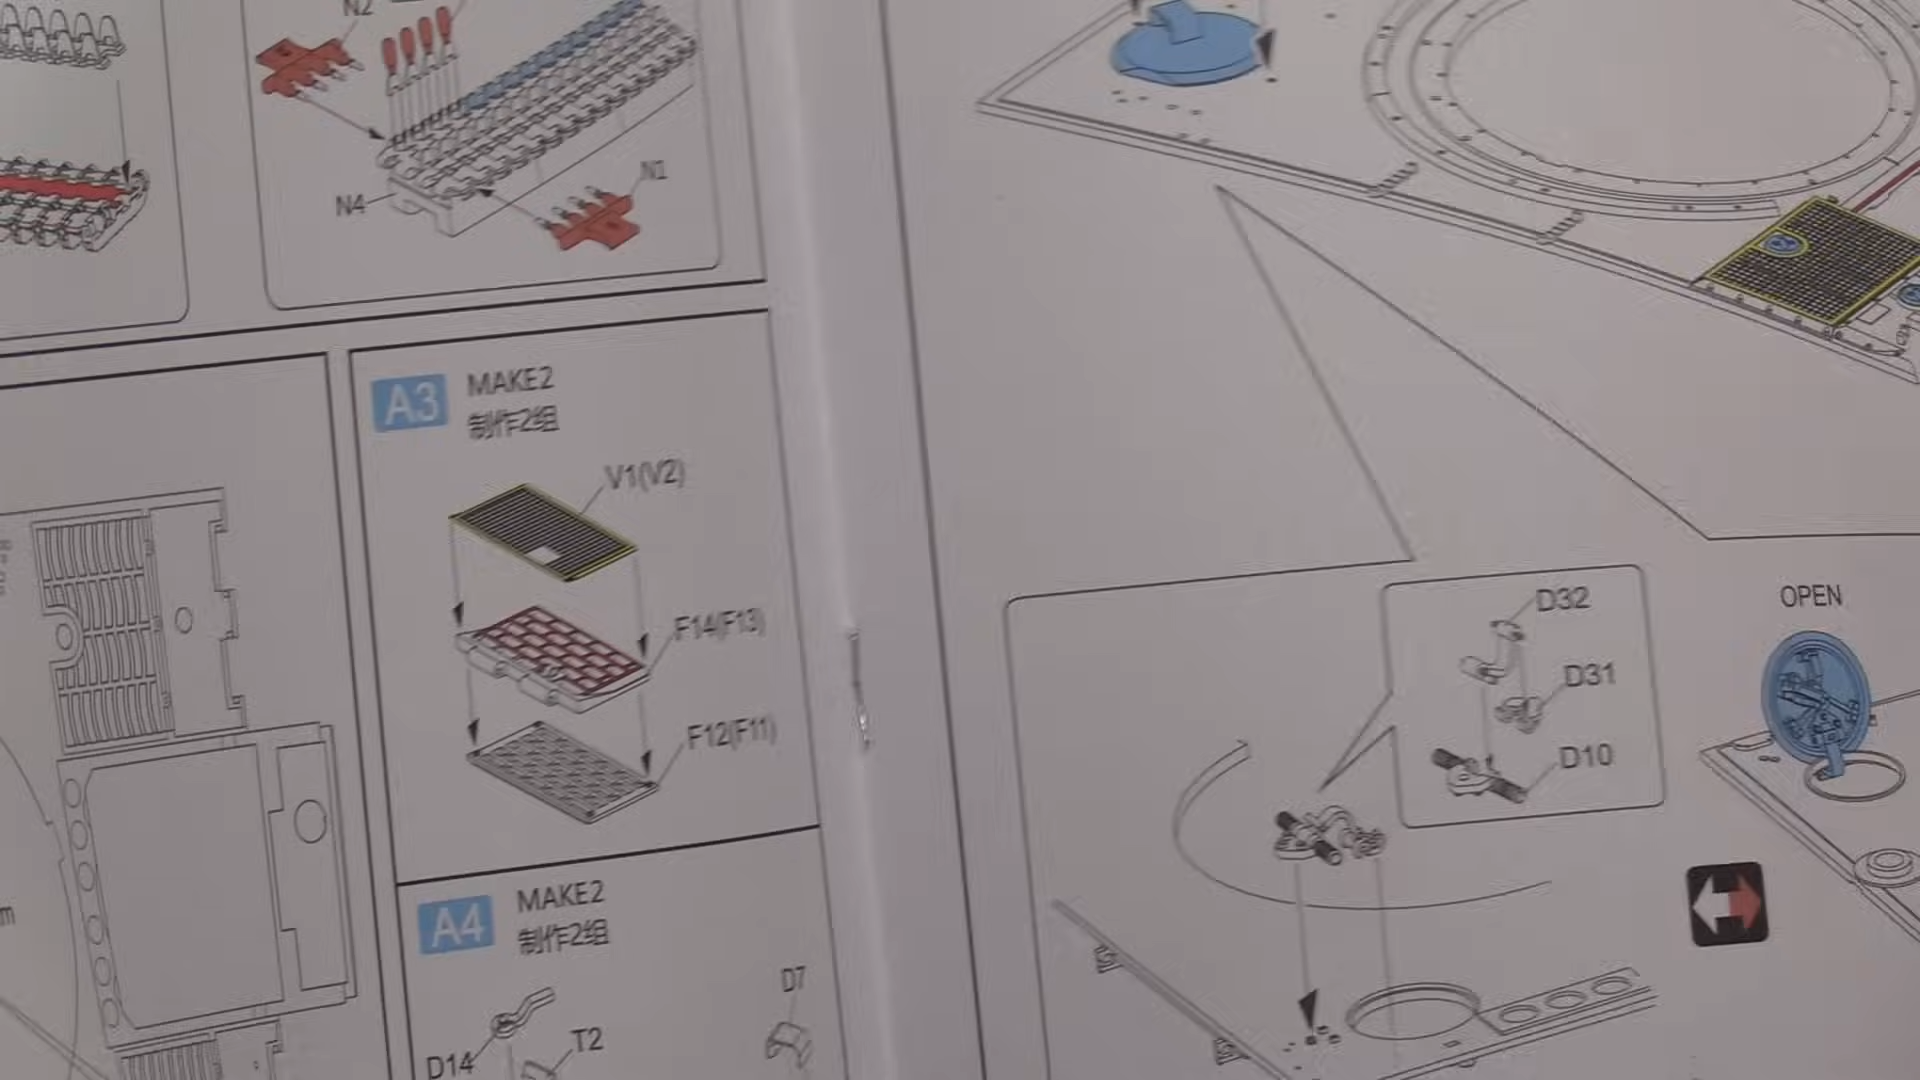 N2
N1
N4
A3
MAKE2
制作2组
V1(V2)
F14(F13)
F12(F11)
A4
MAKE2
制作2组
D7
D14
T2
D32
D31
D10
OPEN